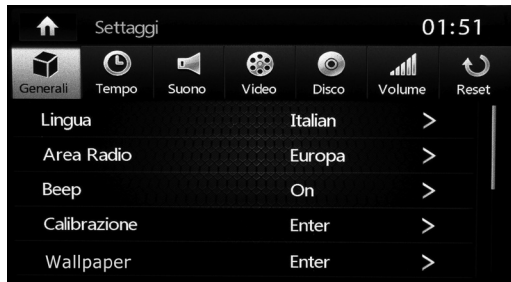 Settaggi 01:51
Generali Tempo Suono Video Disco Volume Reset
Lingua Italian >
Area Radio Europa >
Beep On >
Calibrazione Enter >
Wallpaper Enter >